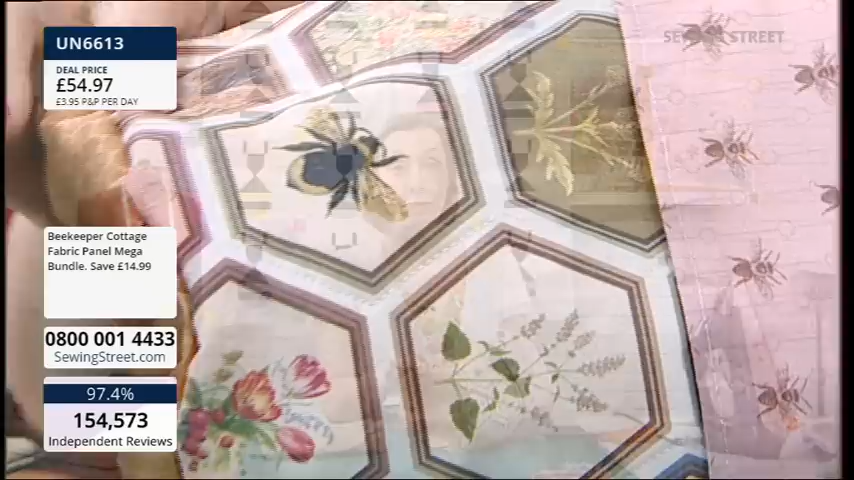 UN6613
DEAL PRICE
£54.97
£3.95 P&P PER DAY
SEWING STREET
Beekeeper Cottage
Fabric Panel Mega
Bundle. Save £14.99
0800 001 4433
SewingStreet.com
97.4%
154,573
Independent Reviews